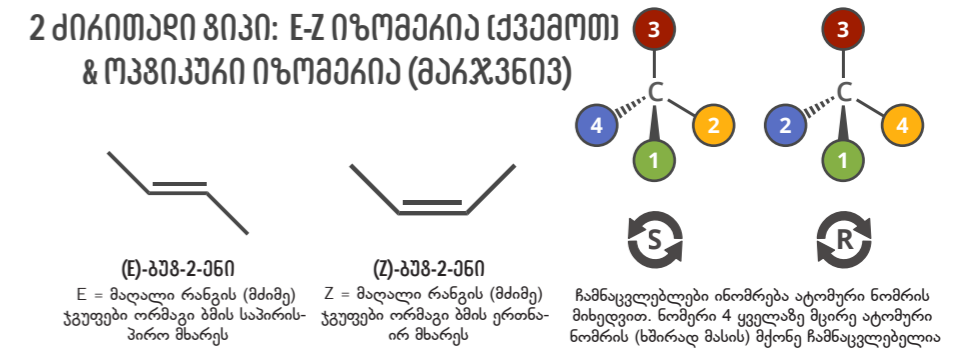 2 ძირითადი ტიპი: E-Z იზომერია (ქვემოთ)
& ოპტიკური იზომერია (მარჯვნივ)
3
C
4
2
1
3
C
2
4
1
S
R
(E)-ბუტ-2-ენი
E = მაღალი რანგის (მძიმე)
ჯგუფები ორმაგი ბმის საპირის-
პირო მხარეს
(Z)-ბუტ-2-ენი
Z = მაღალი რანგის (მძიმე)
ჯგუფები ორმაგი ბმის ერთნა-
ირ მხარეს
ჩამნაცვლებლები ინომრება ატომური ნომრის
მიხედვით. ნომერი 4 ყველაზე მცირე ატომური
ნომრის (ხშირად მასის) მქონე ჩამნაცვლებელია